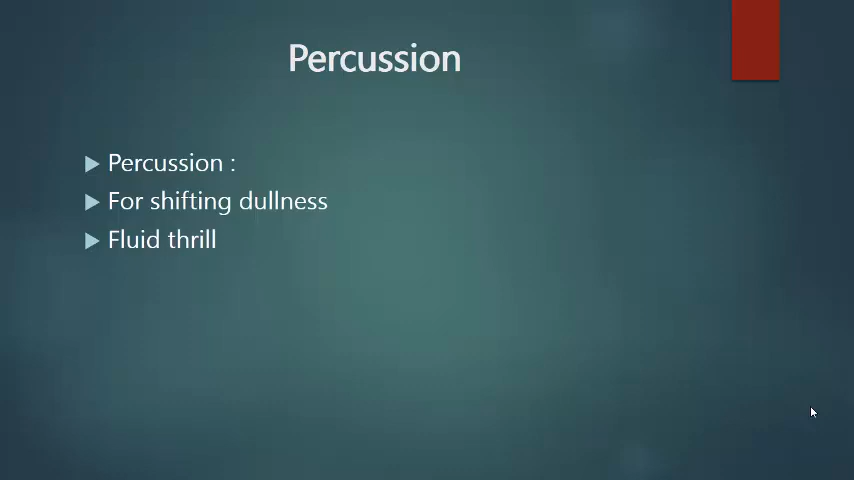 Percussion
Percussion :
For shifting dullness
Fluid thrill